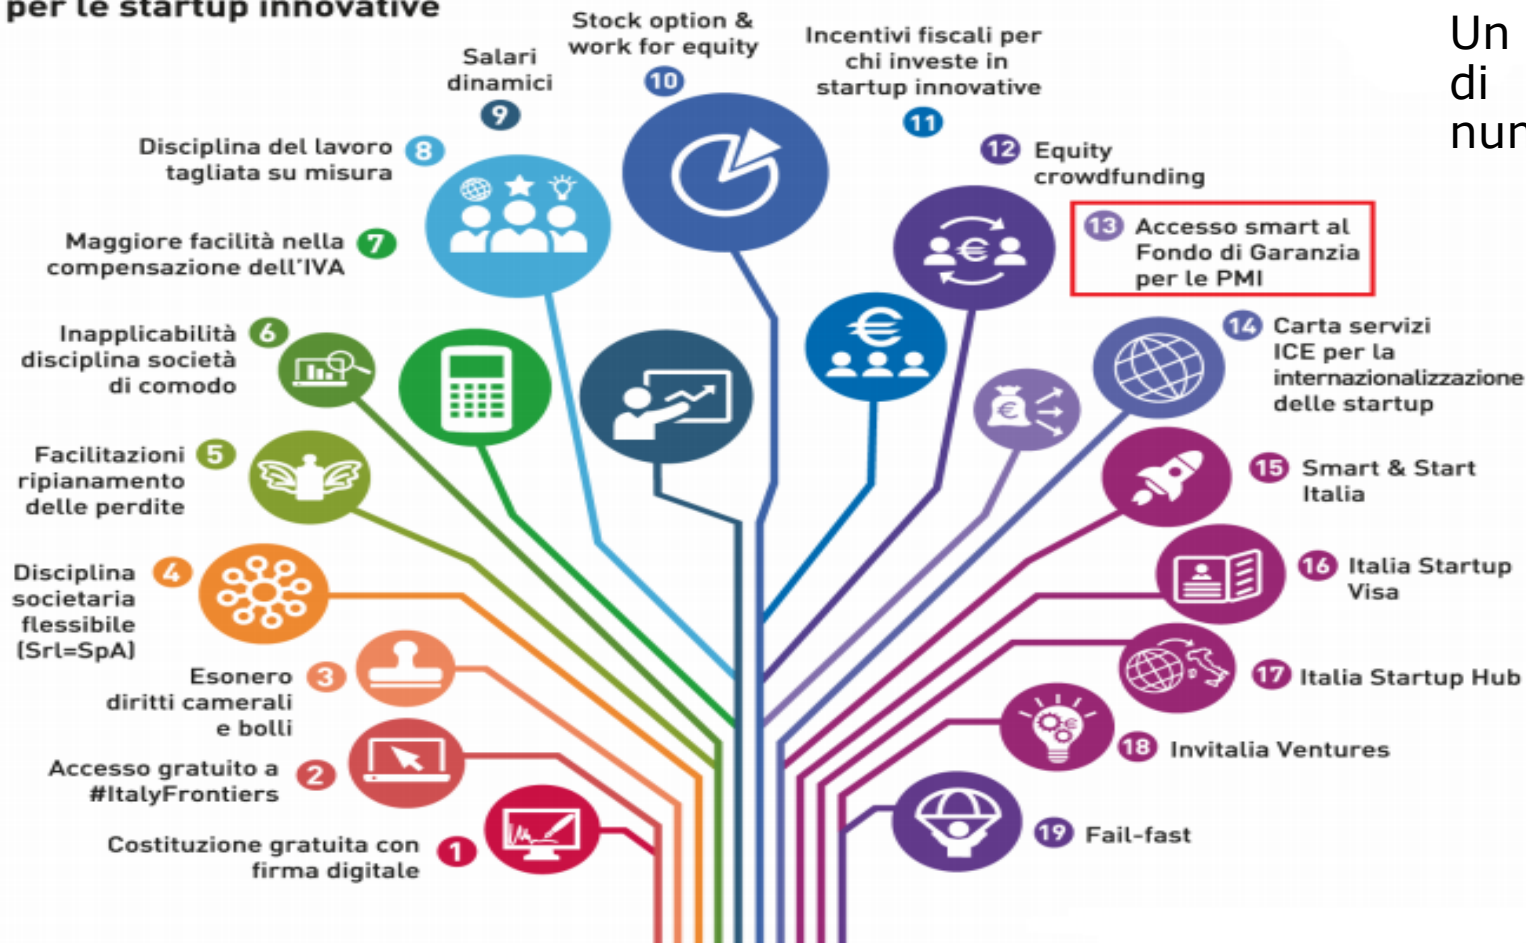 per le startup innovative
Un
di
1
Costituzione gratuita con
firma digitale
2
Accesso gratuito a
#ItalyFrontiers
3
Esonero
diritti camerali
e bolli
4
Disciplina
societaria
flessibile
(Srl=SpA)
5
Facilitazioni
ripianamento
delle perdite
6
Inapplicabilità
disciplina società
di comodo
7
Maggiore facilità nella
compensazione dell'IVA
8
Disciplina del lavoro
tagliata su misura
9
Salari
dinamici
10
Stock option &
work for equity
11
Incentivi fiscali per
chi investe in
startup innovative
12
Equity
crowdfunding
13
Accesso smart al
Fondo di Garanzia
per le PMI
14
Carta servizi
ICE per la
internazionalizzazione
delle startup
15
Smart & Start
Italia
16
Italia Startup
Visa
17
Italia Startup Hub
18
Invitalia Ventures
19
Fail-fast